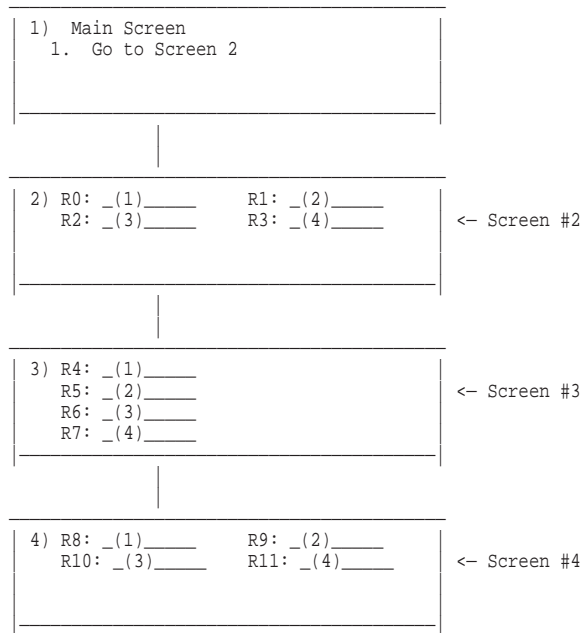 1) Main Screen
1. Go to Screen 2
2) R0: _(1)_____ R1: _(2)_____
R2: _(3)_____ R3: _(4)_____ <— Screen #2
3) R4: _(1)_____
R5: _(2)_____ <— Screen #3
R6: _(3)_____
R7: _(4)_____
4) R8: _(1)_____ R9: _(2)_____
R10: _(3)_____ R11: _(4)_____ <— Screen #4